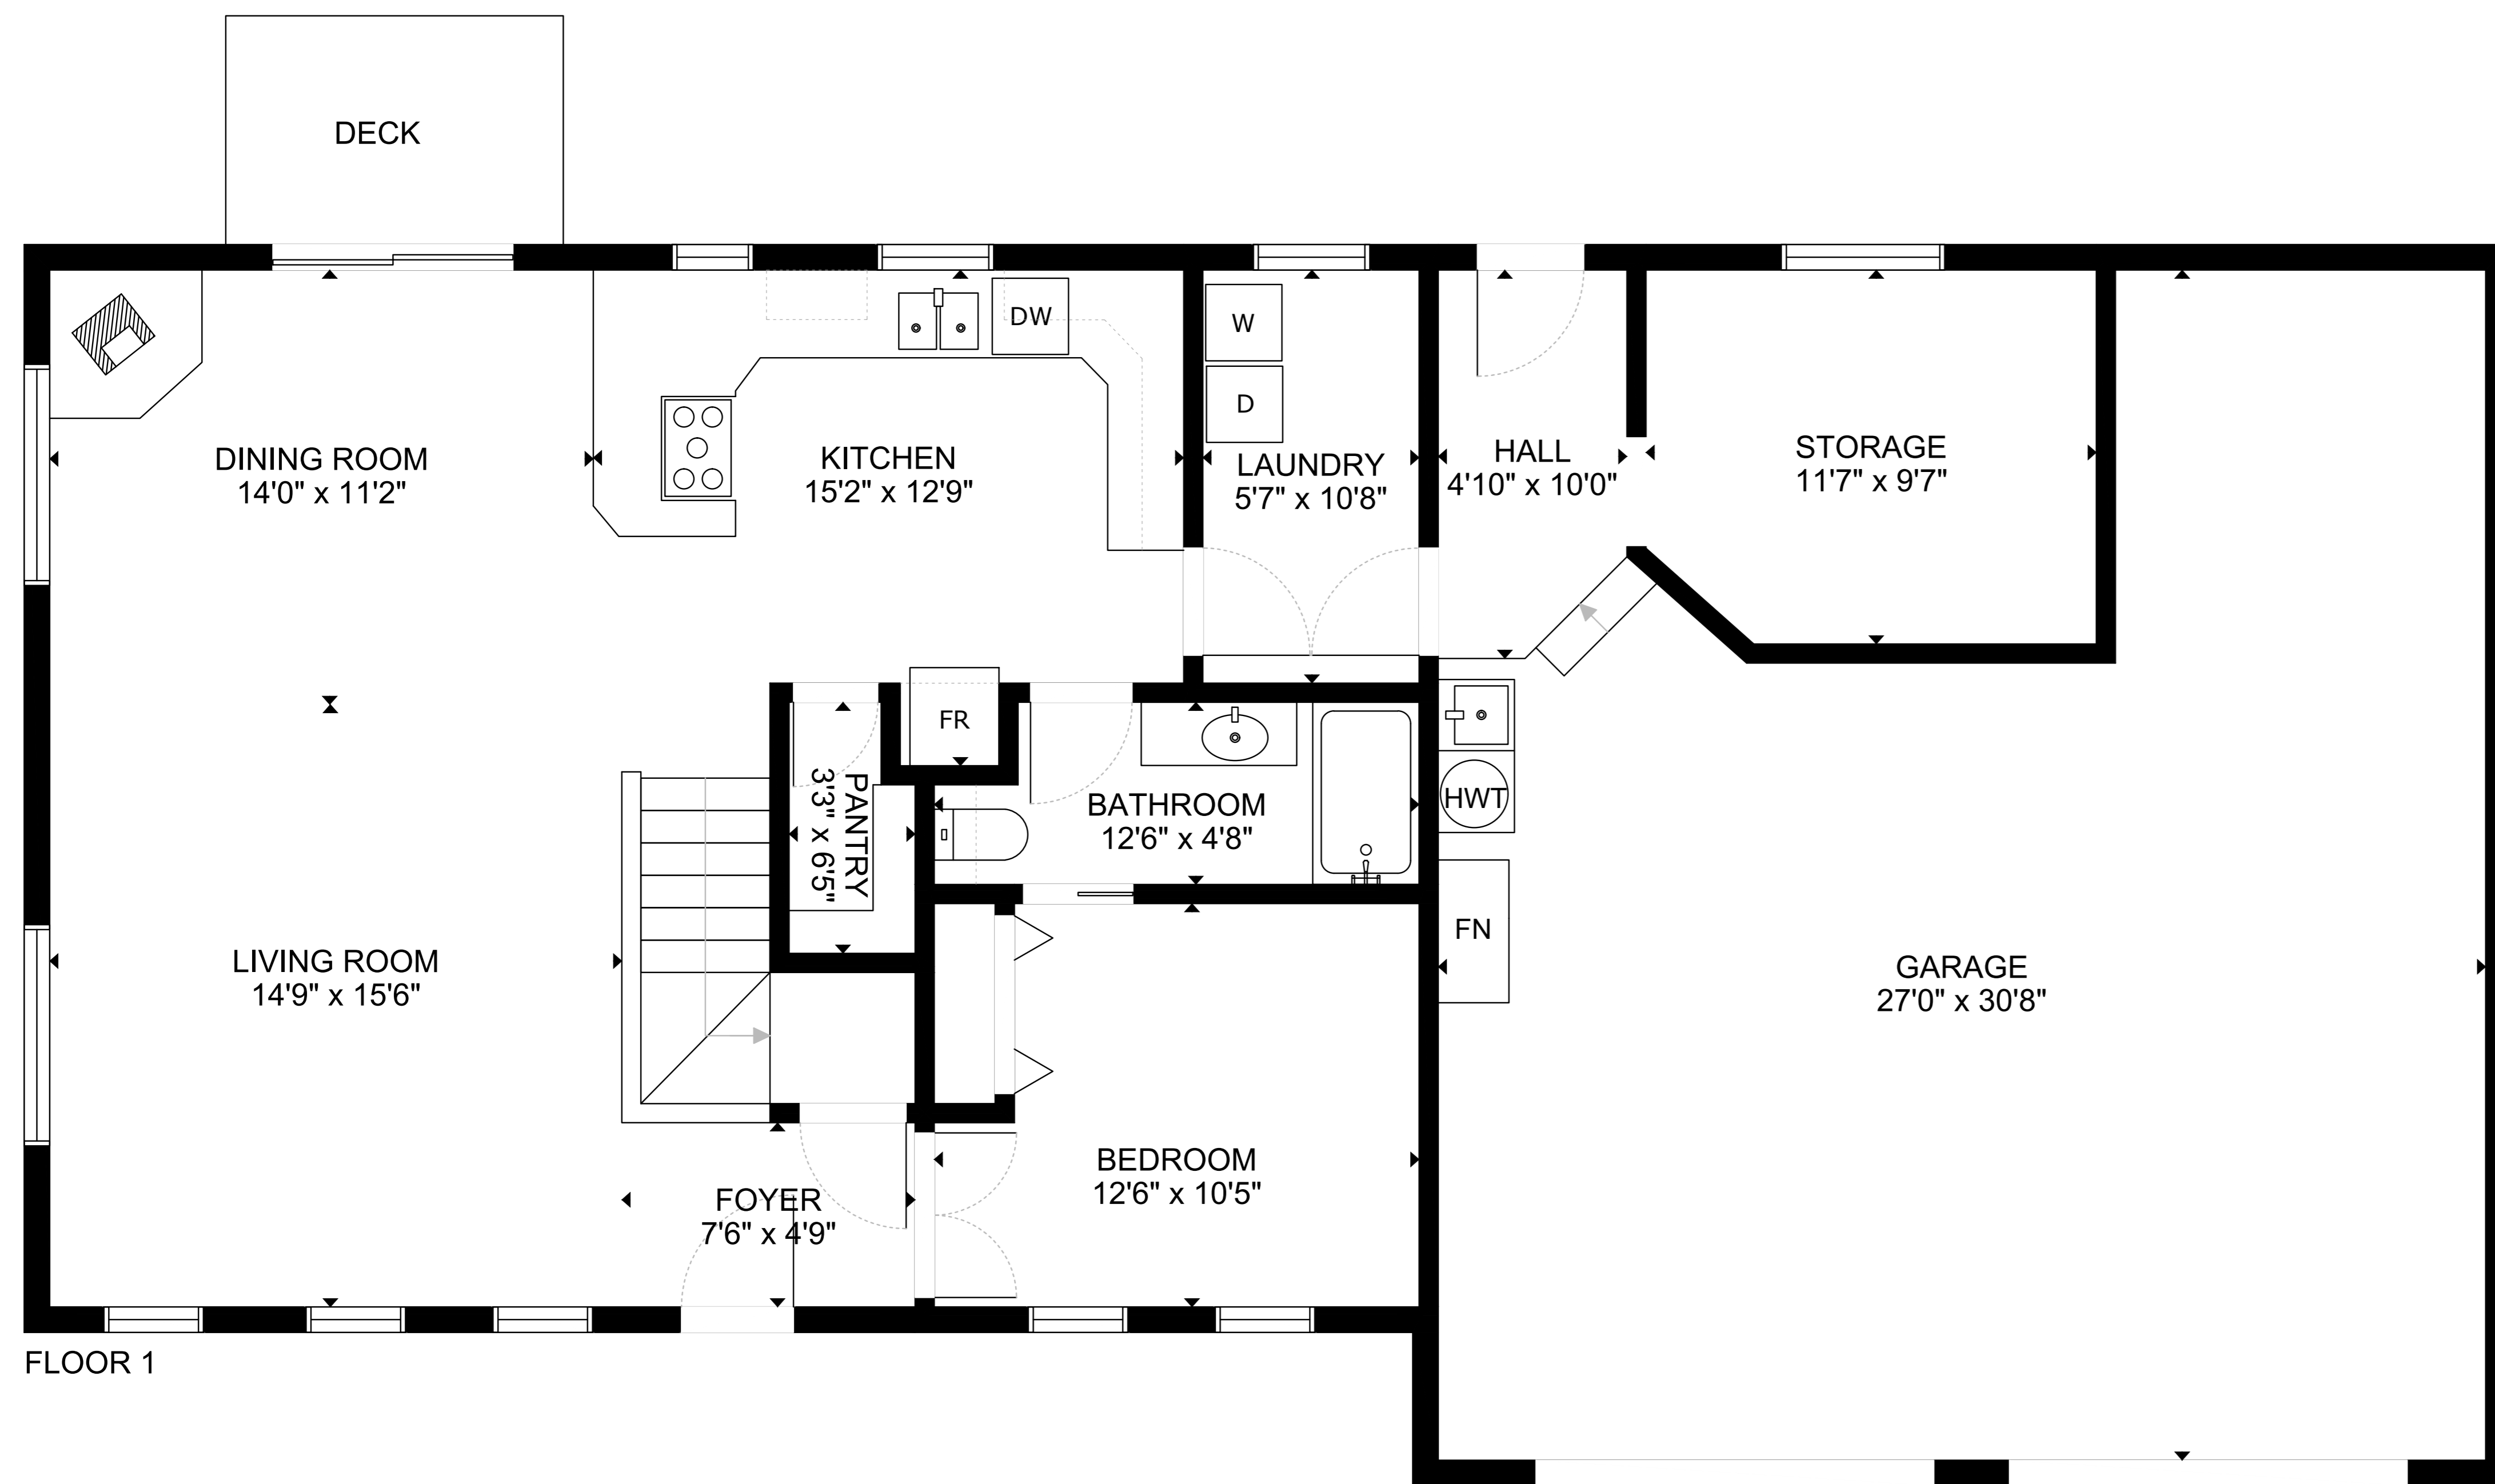 DECK
DW
W
D
DINING ROOM
14'0" x 11'2"
KITCHEN
15'2" x 12'9"
LAUNDRY
5'7" x 10'8"
HALL
4'10" x 10'0"
STORAGE
11'7" x 9'7"
FR
PANTRY
3'3" x 6'5"
BATHROOM
12'6" x 4'8"
HWT
FN
LIVING ROOM
14'9" x 15'6"
GARAGE
27'0" x 30'8"
BEDROOM
12'6" x 10'5"
FOYER
7'6" x 4'9"
FLOOR 1